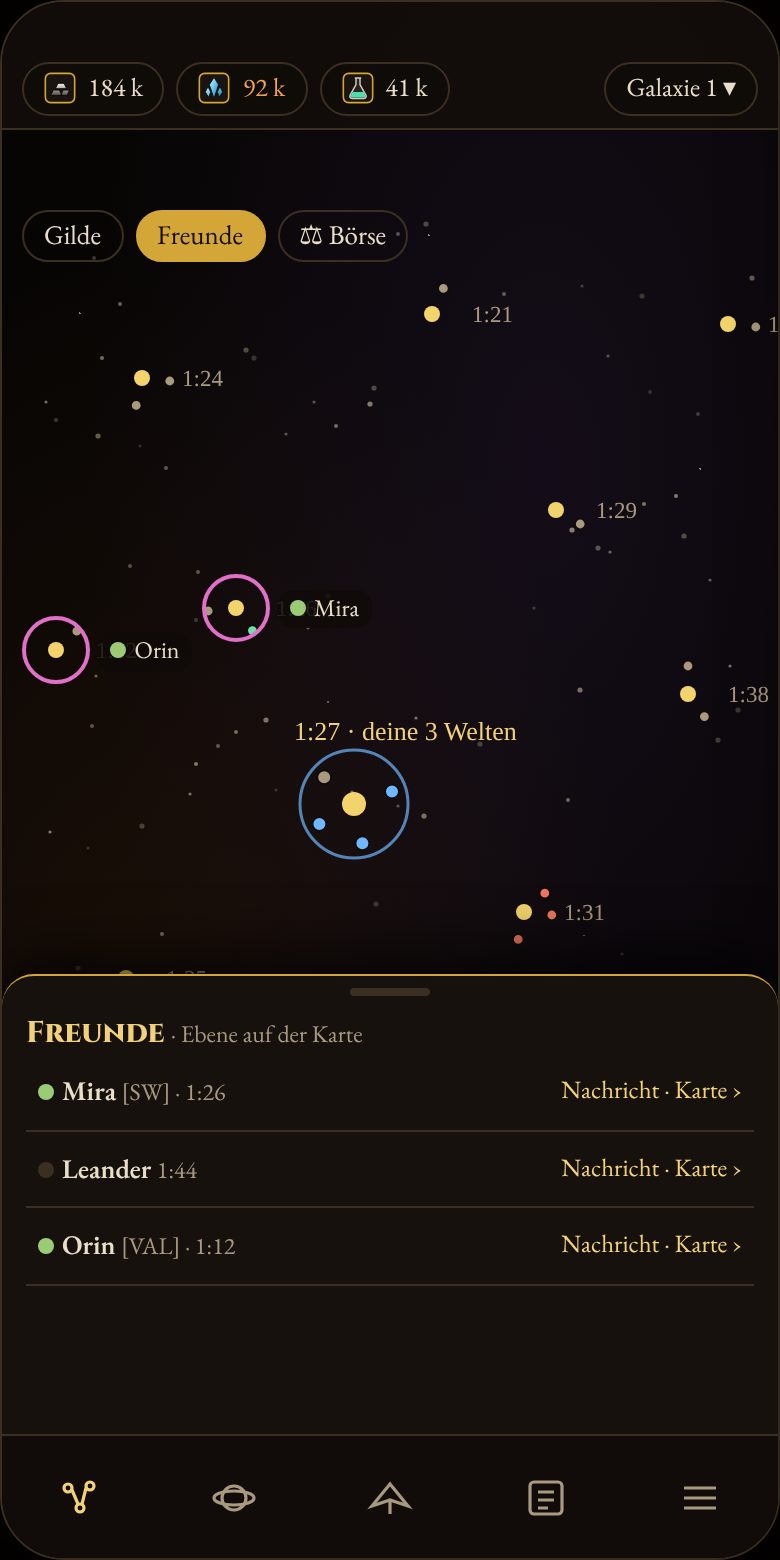 184 k 92 k 41 k Galaxie 1 ▼
Gilde Freunde ⚖ Börse
1:21
1:24
1:29
Mira
Orin
1:38
1:27 · deine 3 Welten
1:31
FREUNDE · Ebene auf der Karte
Mira [SW] · 1:26 Nachricht · Karte ›
Leander 1:44 Nachricht · Karte ›
Orin [VAL] · 1:12 Nachricht · Karte ›